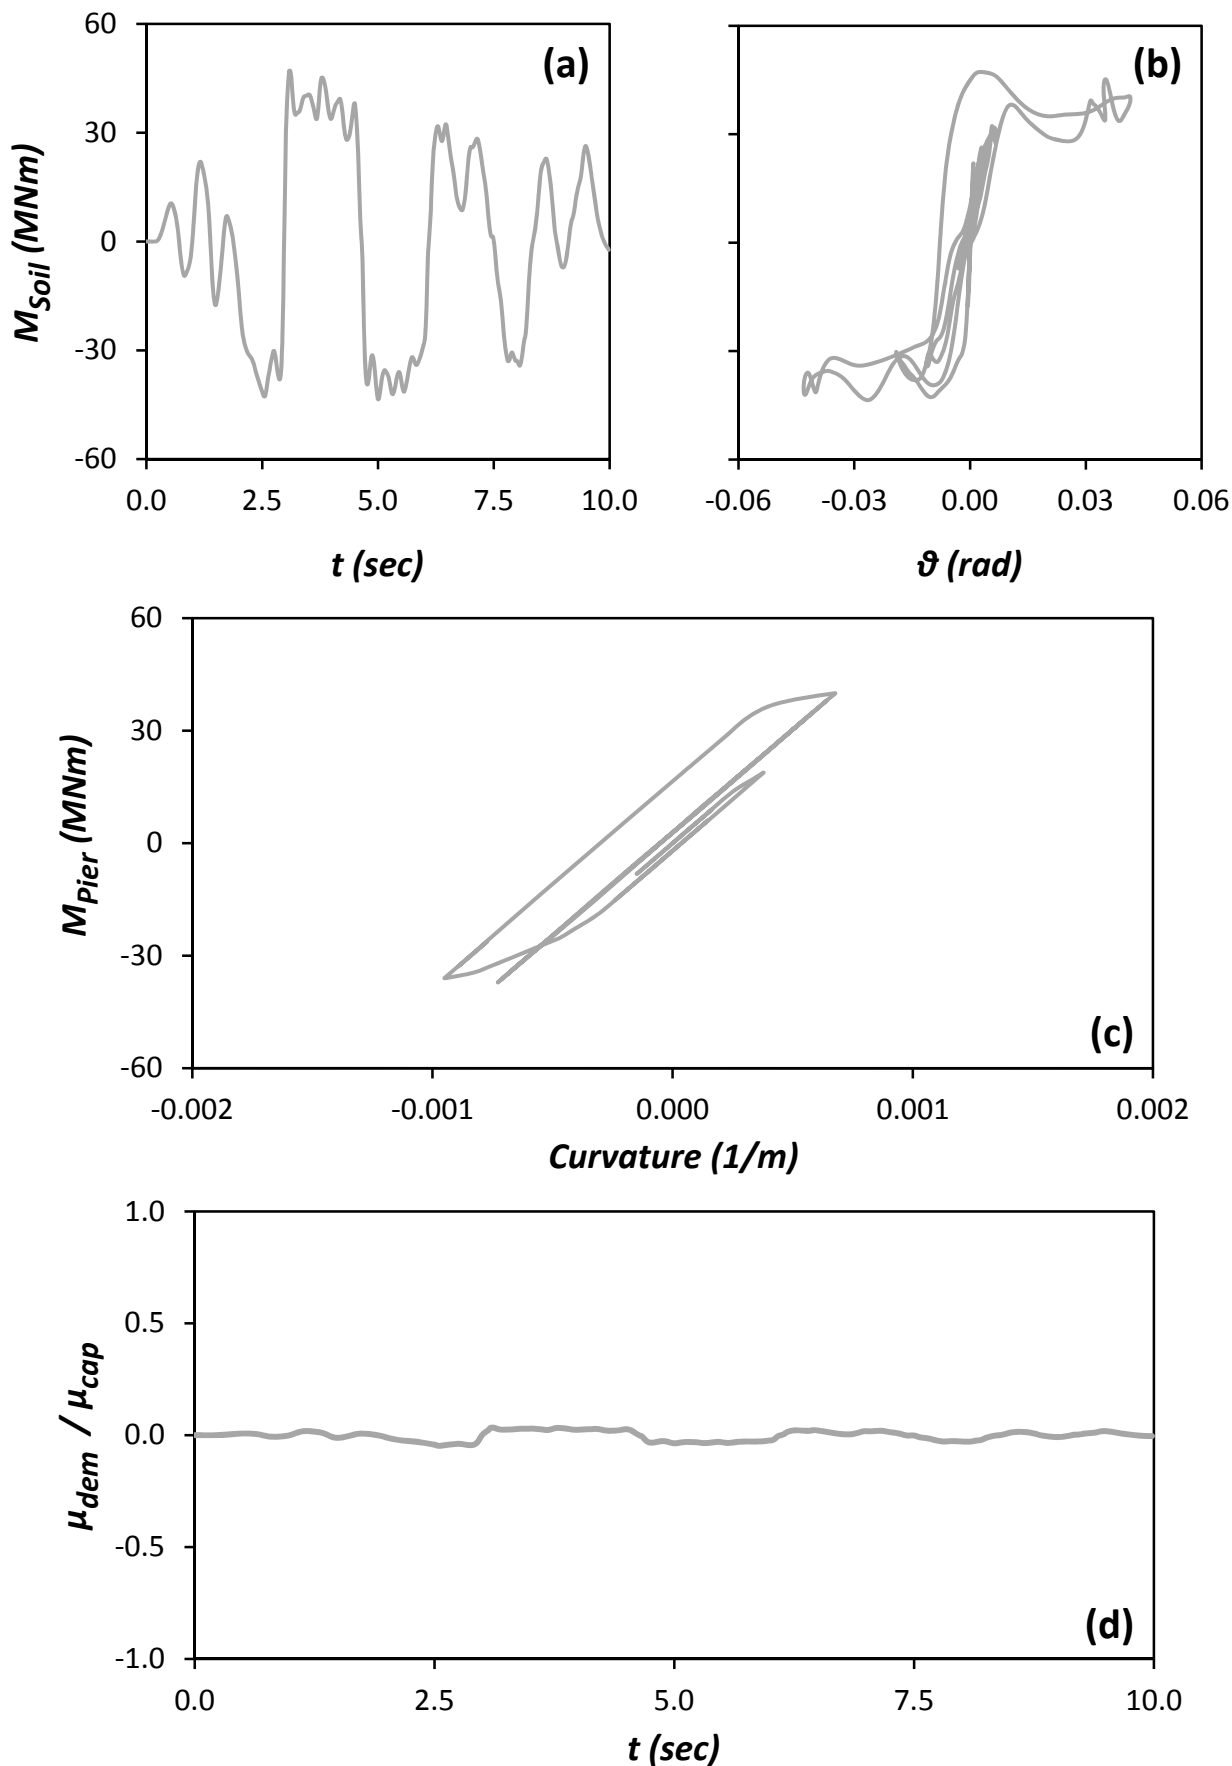 60
30
0
-30
-60
M_Soil (MNm)
(a)
0.0 2.5 5.0 7.5 10.0
t (sec)
(b)
-0.06 -0.03 0.00 0.03 0.06
ϑ (rad)
60
30
0
-30
-60
M_Pier (MNm)
(c)
-0.002 -0.001 0.000 0.001 0.002
Curvature (1/m)
1.0
0.5
0.0
-0.5
-1.0
μ_dem / μ_cap
(d)
0.0 2.5 5.0 7.5 10.0
t (sec)